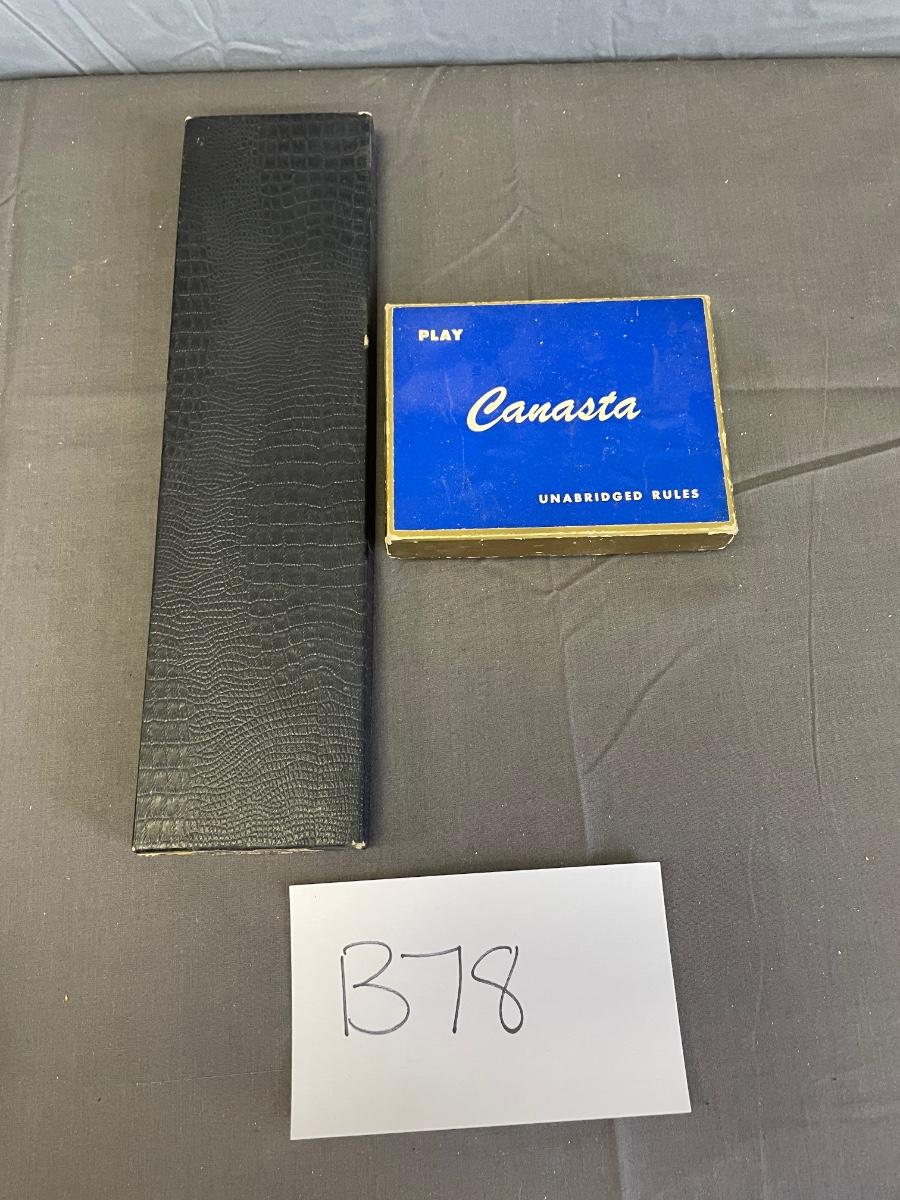 PLAY
Canasta
UNABRIDGED RULES
B78